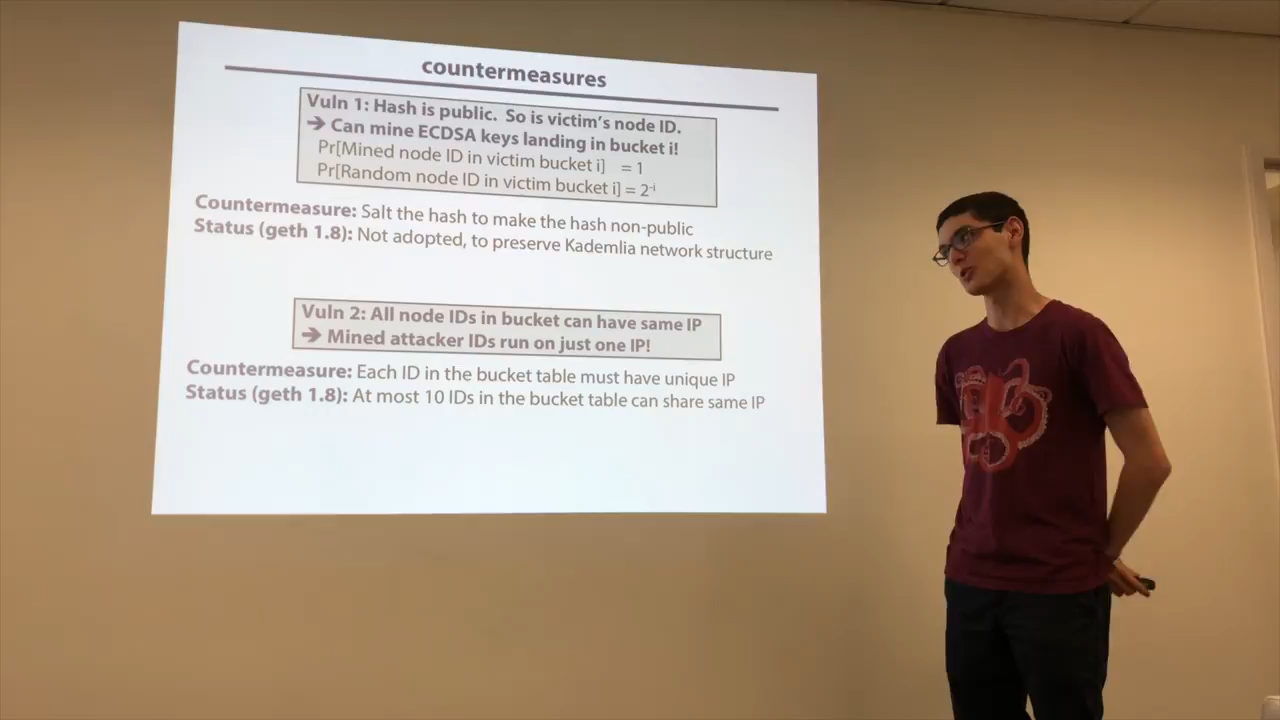 countermeasures
Vuln 1: Hash is public. So is victim's node ID.
➔ Can mine ECDSA keys landing in bucket i!
Pr[Mined node ID in victim bucket i] = 1
Pr[Random node ID in victim bucket i] = 2⁻ⁱ
Countermeasure: Salt the hash to make the hash non-public
Status (geth 1.8): Not adopted, to preserve Kademlia network structure
Vuln 2: All node IDs in bucket can have same IP
➔ Mined attacker IDs run on just one IP!
Countermeasure: Each ID in the bucket table must have unique IP
Status (geth 1.8): At most 10 IDs in the bucket table can share same IP